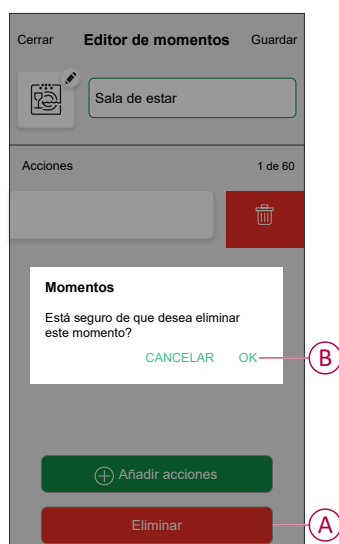 Cerrar Editor de momentos Guardar
Sala de estar
Acciones 1 de 60
Momentos
Está seguro de que desea eliminar
este momento?
CANCELAR OK B
Añadir acciones
Eliminar A